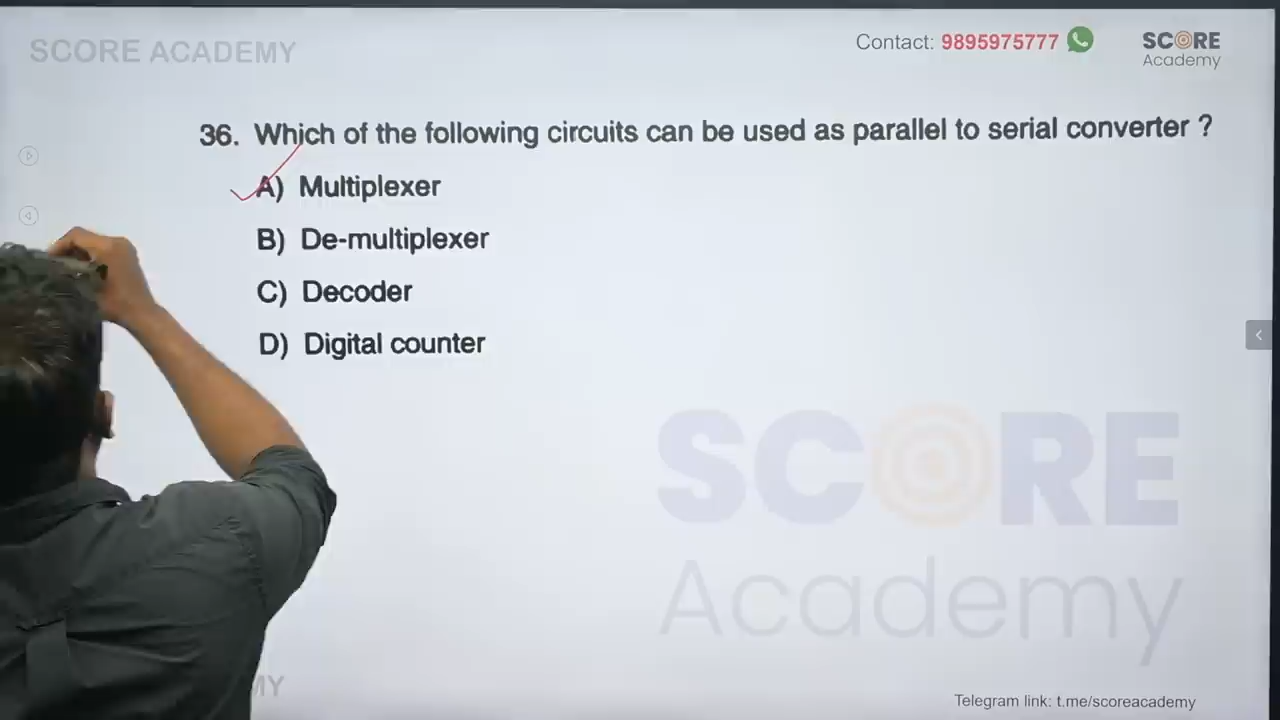 SCORE ACADEMY
Contact: 9895975777
SCORE
Academy
36. Which of the following circuits can be used as parallel to serial converter ?
A) Multiplexer
B) De-multiplexer
C) Decoder
D) Digital counter
SCORE
Academy
MY
Telegram link: t.me/scoreacademy